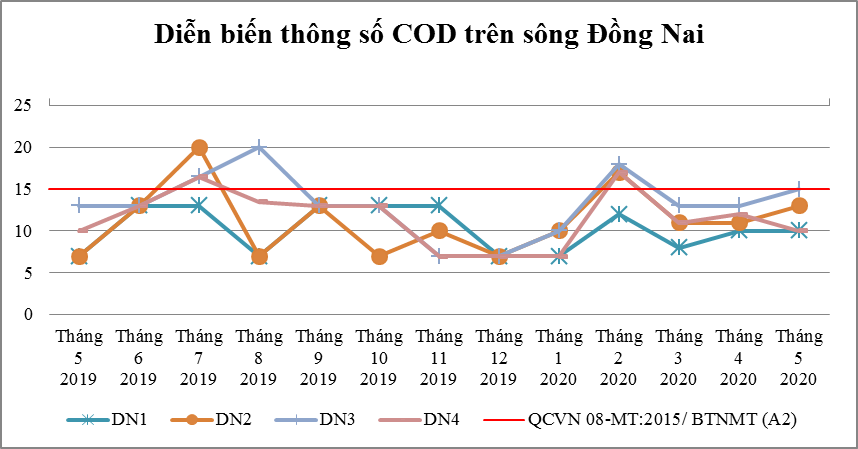 Diễn biến thông số COD trên sông Đồng Nai
25
20
15
10
5
0
Tháng 5 2019
Tháng 6 2019
Tháng 7 2019
Tháng 8 2019
Tháng 9 2019
Tháng 10 2019
Tháng 11 2019
Tháng 12 2019
Tháng 1 2020
Tháng 2 2020
Tháng 3 2020
Tháng 4 2020
Tháng 5 2020
DN1 DN2 DN3 DN4 QCVN 08-MT:2015/ BTNMT (A2)